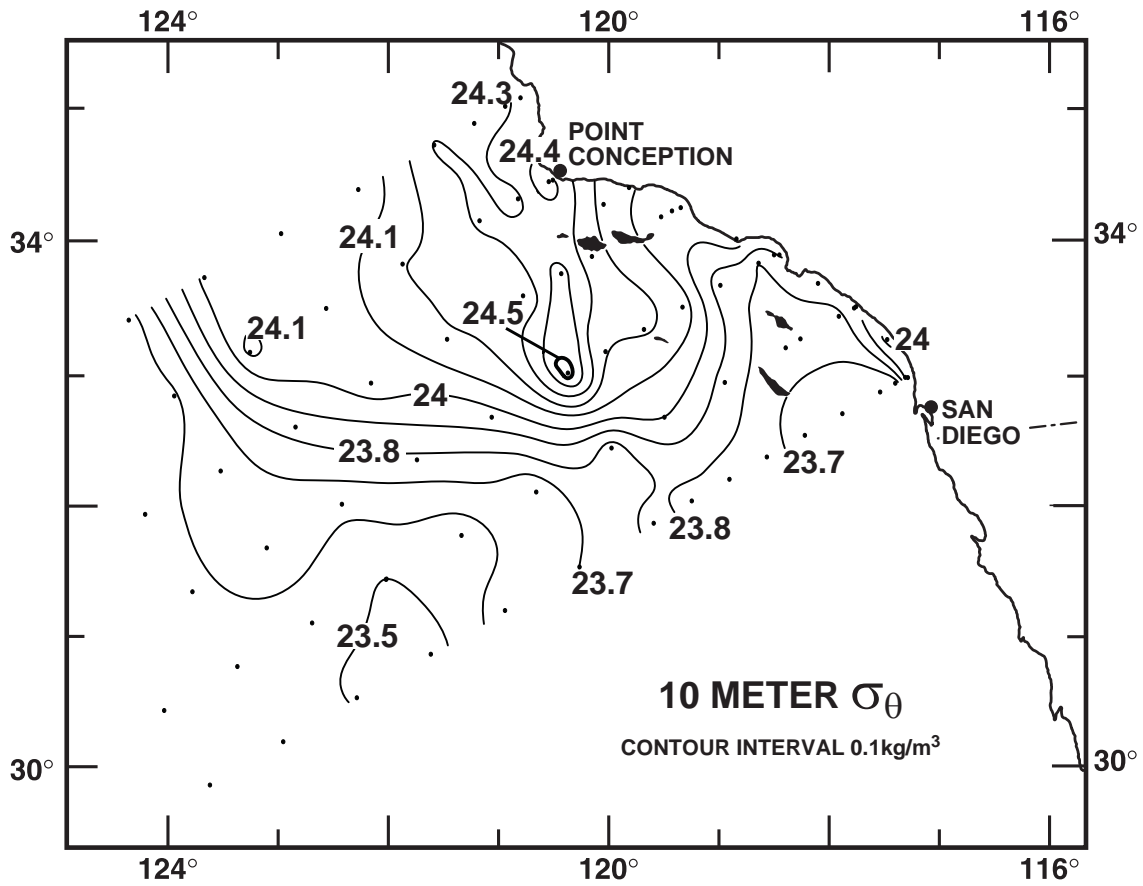 124° 120° 116°
24.3
POINT
CONCEPTION
24.4
34° 24.1 34°
24.5
24.1
24
24
SAN
DIEGO
23.8
23.7
23.8
23.7
23.5
10 METER σθ
CONTOUR INTERVAL 0.1kg/m³
30° 30°
124° 120° 116°